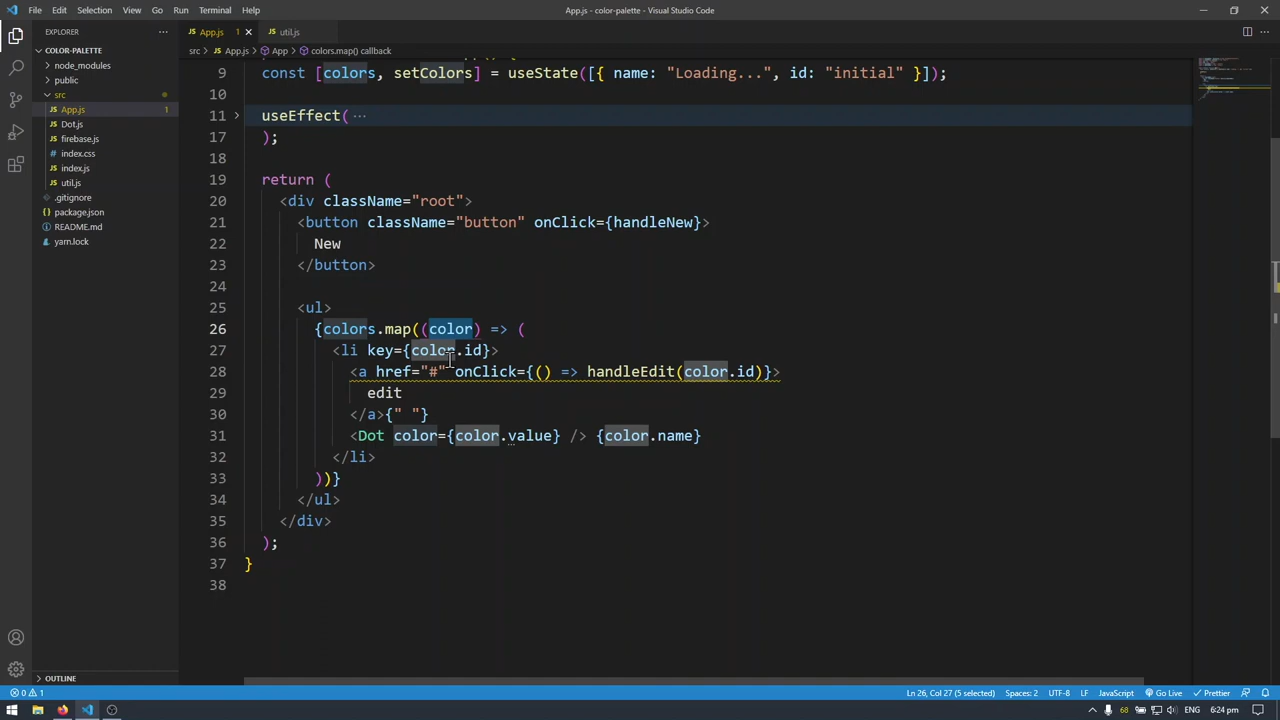 File Edit Selection View Go Run Terminal Help
App.js - color-palette - Visual Studio Code
EXPLORER
COLOR-PALETTE
node_modules
public
src
App.js 1
Dot.js
firebase.js
index.css
index.js
util.js
.gitignore
package.json
README.md
yarn.lock
OUTLINE
App.js 1
util.js
src > App.js > App > colors.map() callback
9 const [colors, setColors] = useState([{ name: "Loading...", id: "initial" }]);
10
11 useEffect( ...
17 );
18
19 return (
20 <div className="root">
21 <button className="button" onClick={handleNew}>
22 New
23 </button>
24
25 <ul>
26 {colors.map((color) => (
27 <li key={color.id}>
28 <a href="#" onClick={() => handleEdit(color.id)}>
29 edit
30 </a>{" "}
31 <Dot color={color.value} /> {color.name}
32 </li>
33 ))}
34 </ul>
35 </div>
36 );
37 }
38
0 1
Ln 26, Col 27 (5 selected) Spaces: 2 UTF-8 LF JavaScript Go Live Prettier
68 ENG 6:24 pm